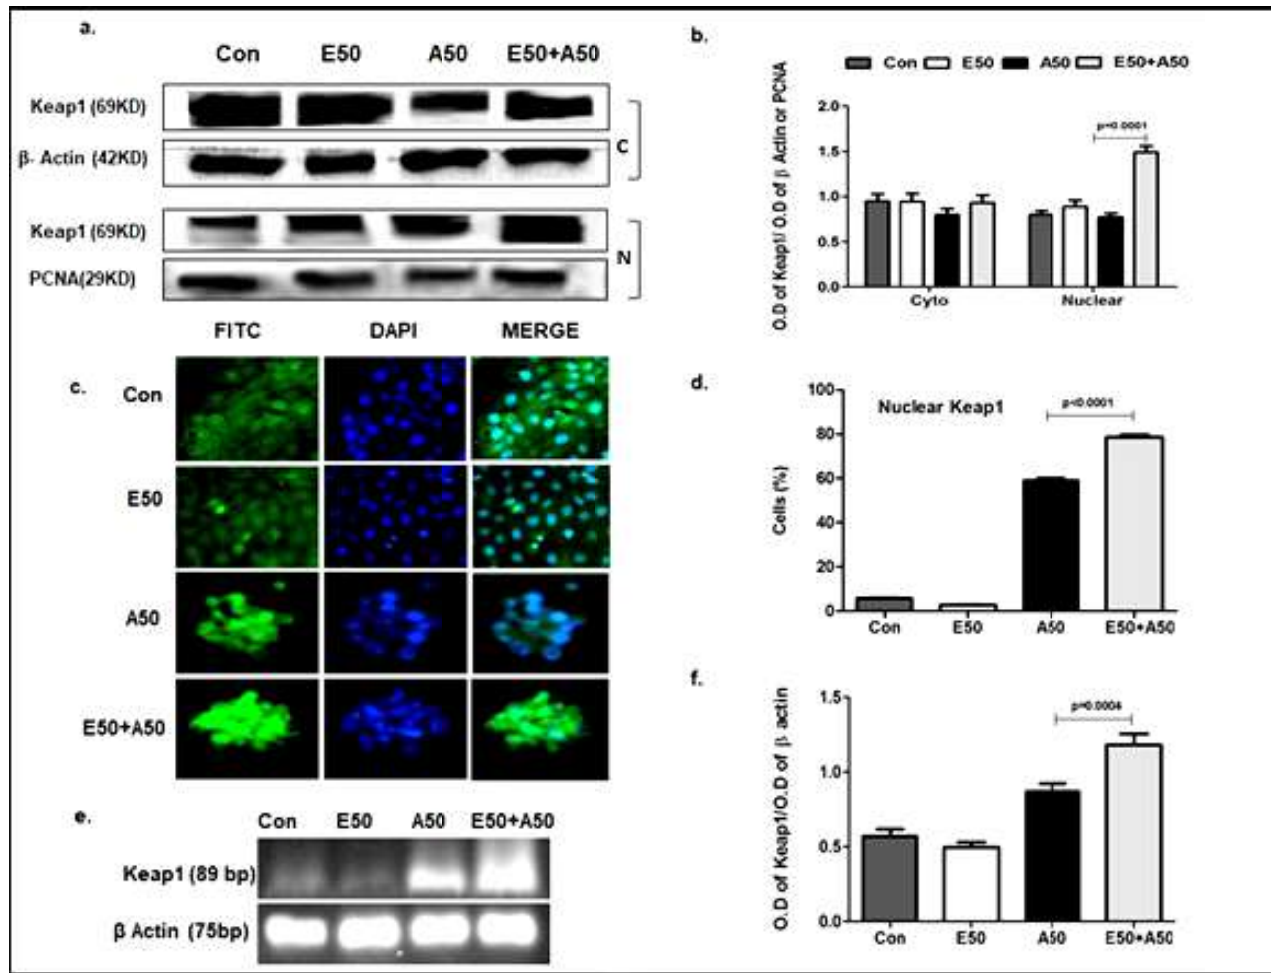 a.
Con E50 A50 E50+A50
Keap1 (69KD)
β- Actin (42KD)
C
Keap1 (69KD)
PCNA(29KD)
N
b.
Con E50 A50 E50+A50
O.D of Keap1/ O.D of β Actin or PCNA
2.0
1.5
1.0
0.5
0.0
p=0.0001
Cyto Nuclear
c.
FITC DAPI MERGE
Con
E50
A50
E50+A50
d.
Nuclear Keap1
Cells (%)
100
80
60
40
20
0
p<0.0001
Con E50 A50 E50+A50
e.
Con E50 A50 E50+A50
Keap1 (89 bp)
β Actin (75bp)
f.
O.D of Keap1/O.D of β actin
1.5
1.0
0.5
0.0
p=0.0004
Con E50 A50 E50+A50